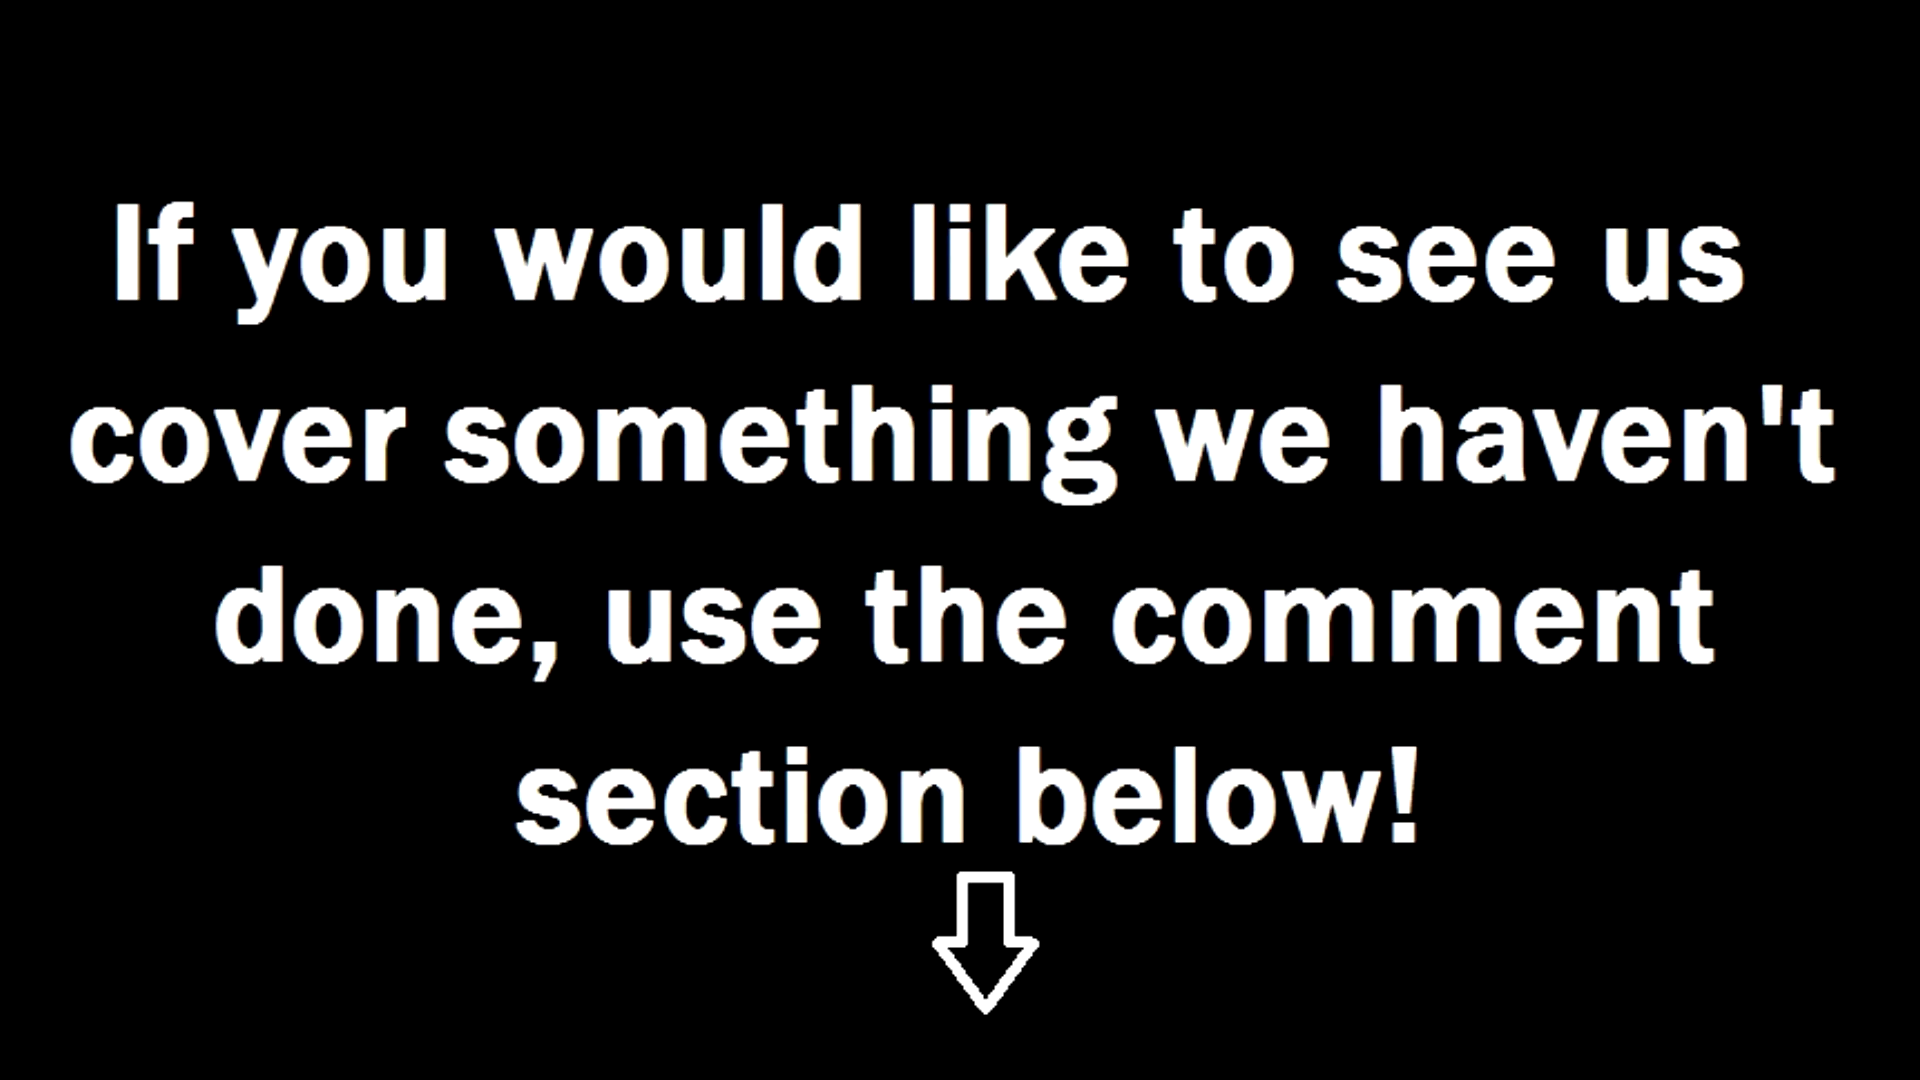 If you would like to see us
cover something we haven't
done, use the comment
section below!